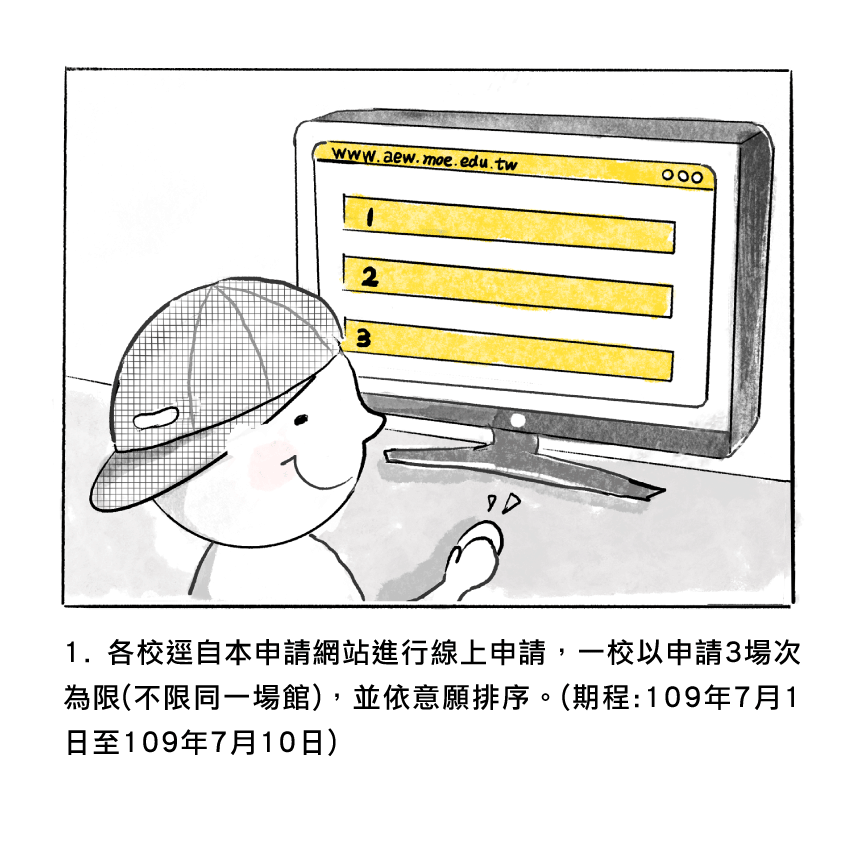 www.aew.moe.edu.tw
1
2
3
1. 各校逕自本申請網站進行線上申請，一校以申請3場次
為限(不限同一場館)，並依意願排序。(期程:109年7月1
日至109年7月10日)